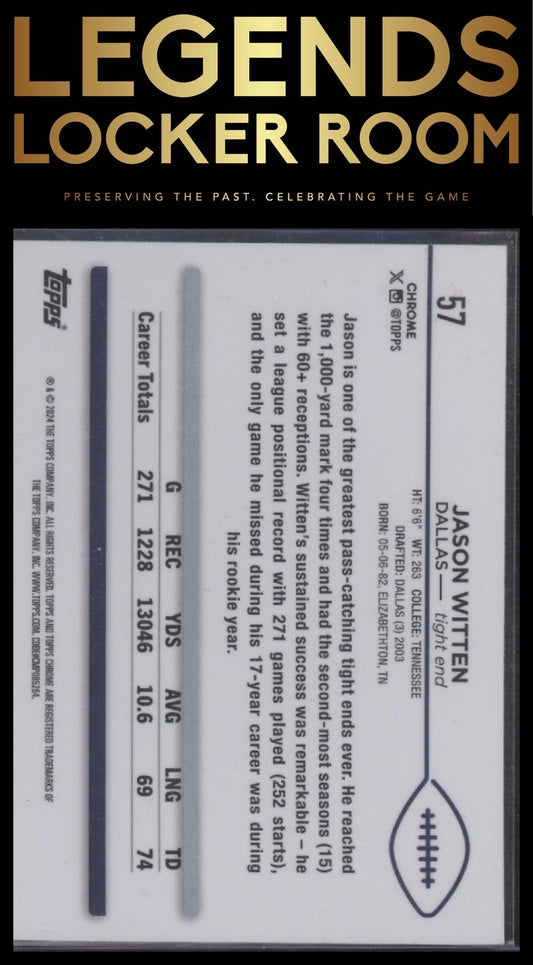 LEGENDS
LOCKER ROOM
PRESERVING THE PAST. CELEBRATING THE GAME
57
JASON WITTEN
DALLAS — tight end
CHROME
X @TOPPS
HT: 6'6" WT: 263 COLLEGE: TENNESSEE
DRAFTED: DALLAS (3) 2003
BORN: 05-06-82, ELIZABETHTON, TN
Jason is one of the greatest pass-catching tight ends ever. He reached
the 1,000-yard mark four times and had the second-most seasons (15)
with 60+ receptions. Witten's sustained success was remarkable – he
set a league positional record with 271 games played (252 starts),
and the only game he missed during his 17-year career was during
his rookie year.
G REC YDS AVG LNG TD
Career Totals 271 1228 13046 10.6 69 74
topps®
® & © 2024 THE TOPPS COMPANY, INC. ALL RIGHTS RESERVED. TOPPS AND TOPPS CHROME ARE REGISTERED TRADEMARKS OF
THE TOPPS COMPANY, INC. WWW.TOPPS.COM. CODE#CMP085284.